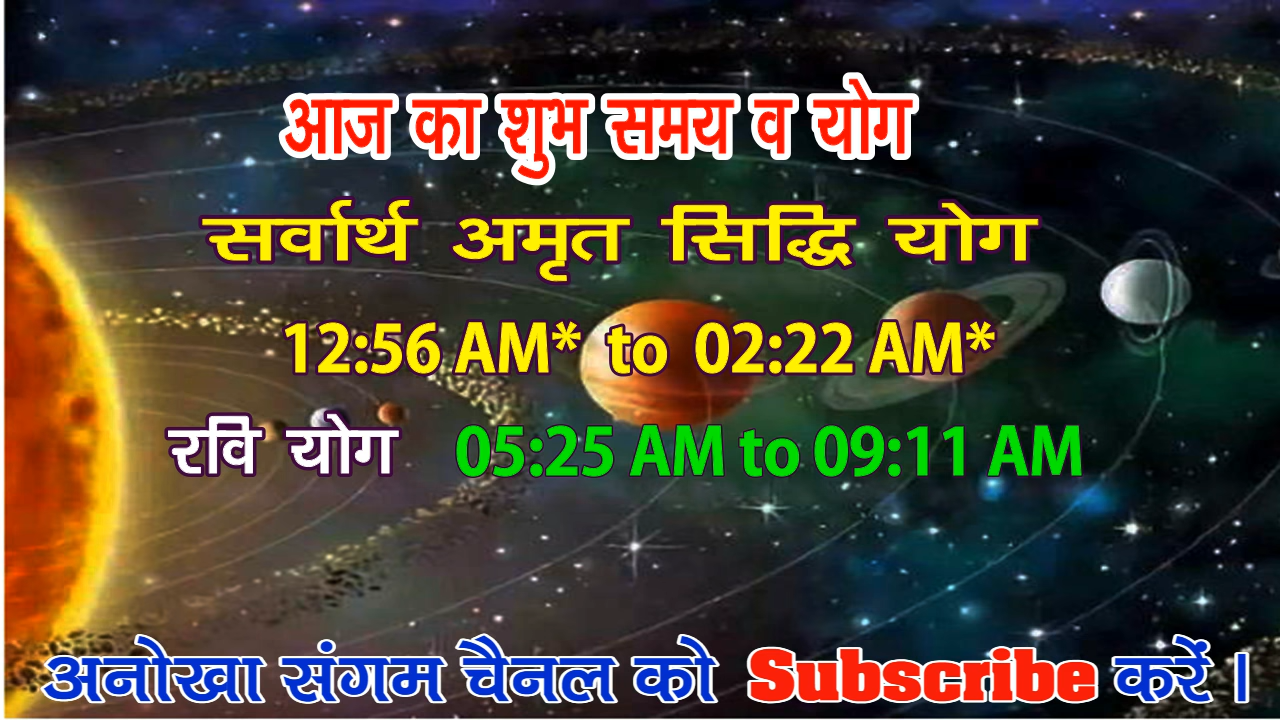 आज का शुभ समय व योग
सर्वार्थ अमृत सिद्धि योग
12:56 AM* to 02:22 AM*
रवि योग 05:25 AM to 09:11 AM
अनोखा संगम चैनल को Subscribe करें।